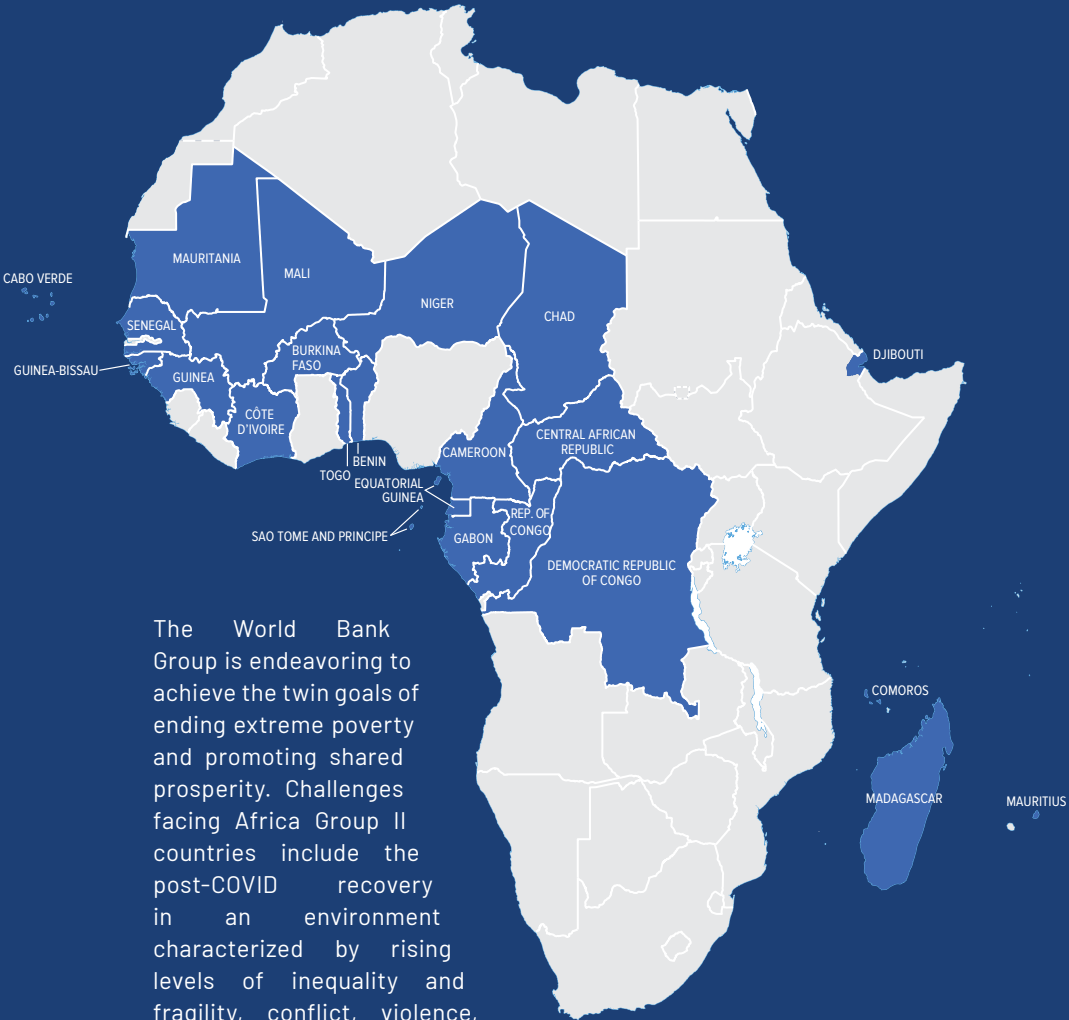 MAURITANIA
MALI
CABO VERDE
NIGER
CHAD
SENEGAL
DJIBOUTI
BURKINA
FASO
GUINEA-BISSAU
GUINEA
CÔTE
D'IVOIRE
CENTRAL AFRICAN
REPUBLIC
CAMEROON
BENIN
TOGO
EQUATORIAL
GUINEA
REP. OF
CONGO
SAO TOME AND PRINCIPE
GABON
DEMOCRATIC REPUBLIC
OF CONGO
COMOROS
MADAGASCAR
MAURITIUS
The World Bank
Group is endeavoring to
achieve the twin goals of
ending extreme poverty
and promoting shared
prosperity. Challenges
facing Africa Group II
countries include the
post-COVID recovery
in an environment
characterized by rising
levels of inequality and
fragility, conflict, violence,